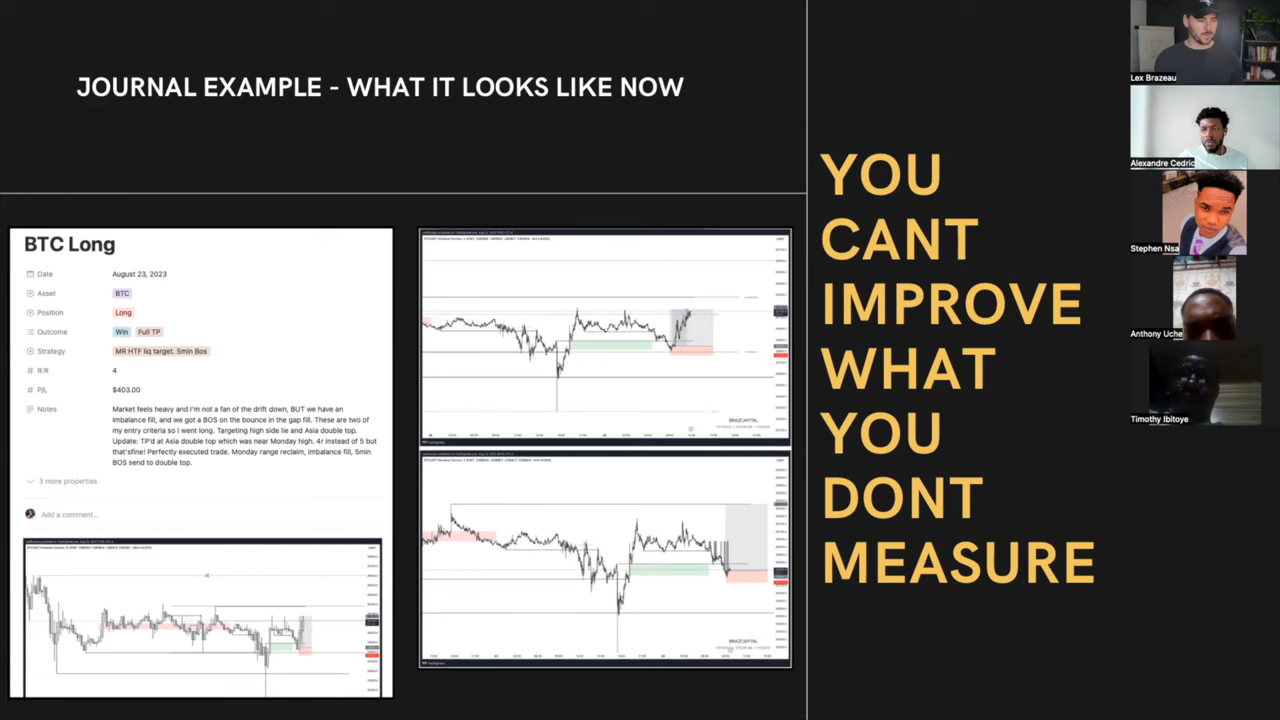 JOURNAL EXAMPLE - WHAT IT LOOKS LIKE NOW
BTC Long
Date August 23, 2023
Asset BTC
Position Long
Outcome Win Full TP
Strategy MR HTF liq target. 5min Bos
R:R 4
P/L $403.00
Notes Market feels heavy and I'm not a fan of the drift down, BUT we have an
imbalance fill, and we got a BOS on the bounce in the gap fill. These are two of
my entry criteria so I went long. Targeting high side lie and Asia double top.
Update: TP'd at Asia double top which was near Monday high. 4r instead of 5 but
that'sfine! Perfectly executed trade. Monday range reclaim, imbalance fill, 5min
BOS send to double top.
3 more properties
Add a comment...
BRAZCAPITAL
BRAZCAPITAL
YOU
CANT
IMPROVE
WHAT
YOU
DONT
MEASURE
Lex Brazeau
Alexandre Cedric
Stephen Nsa
Anthony Uche
Timothy Ibitoye